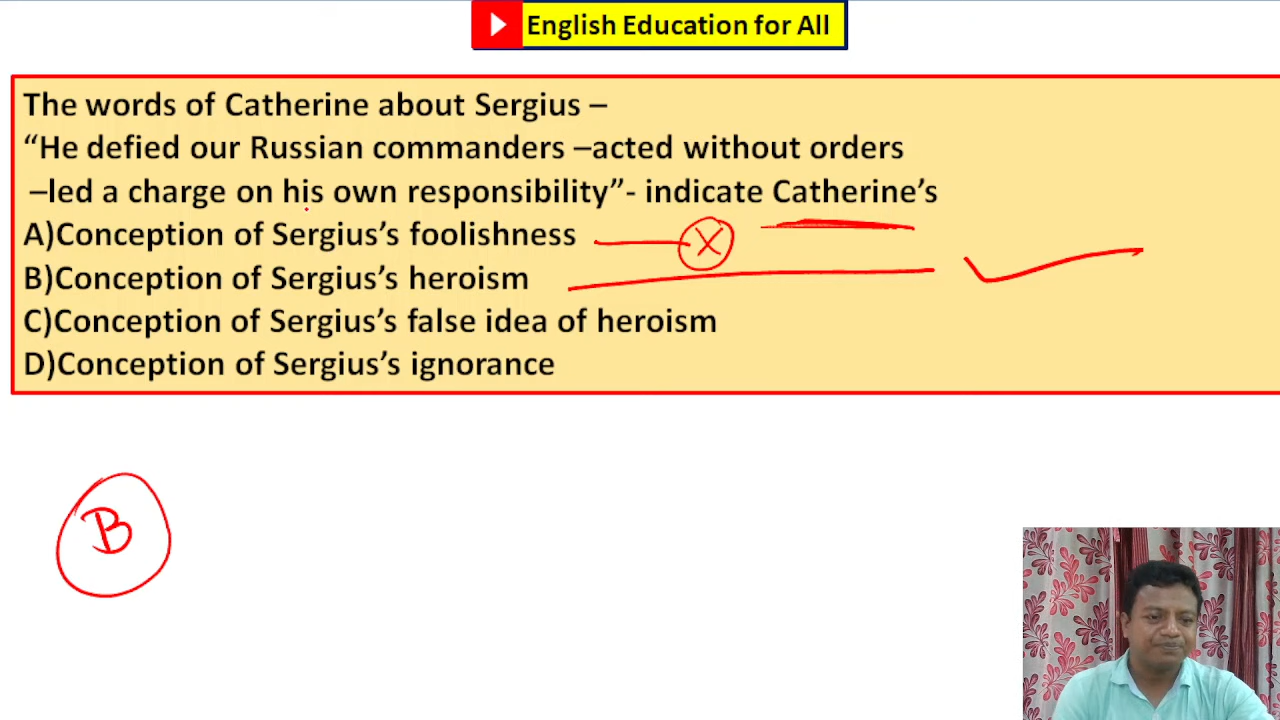 English Education for All
The words of Catherine about Sergius –
“He defied our Russian commanders –acted without orders
–led a charge on his own responsibility”- indicate Catherine’s
A)Conception of Sergius’s foolishness
B)Conception of Sergius’s heroism
C)Conception of Sergius’s false idea of heroism
D)Conception of Sergius’s ignorance
B